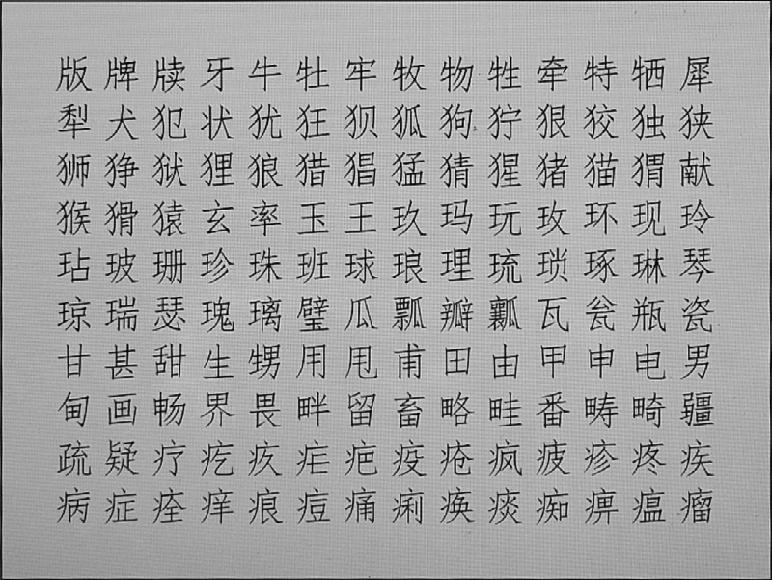 版牌牍牙牛牡牢牧物牲牵特牺犀
犁犬犯状犹狂狈狐狗狞狠狡独狭
狮狰狱狸狼猎猖猛猜猩猪猫猬献
猴猾猿玄率玉王玖玛玩玫环现玲
玷玻珊珍珠班球琅理琉琐琢琳琴
琼瑞瑟瑰璃璧瓜瓢瓣瓤瓦瓮瓶瓷
甘甚甜生甥用甩甫田由甲申电男
甸画畅界畏畔留畜略畦番畴畸疆
疏疑疗疙疚疟疤疫疮疯疲疹疼疾
病症痊痒痕痘痛痢痪痰痴痹瘟瘤